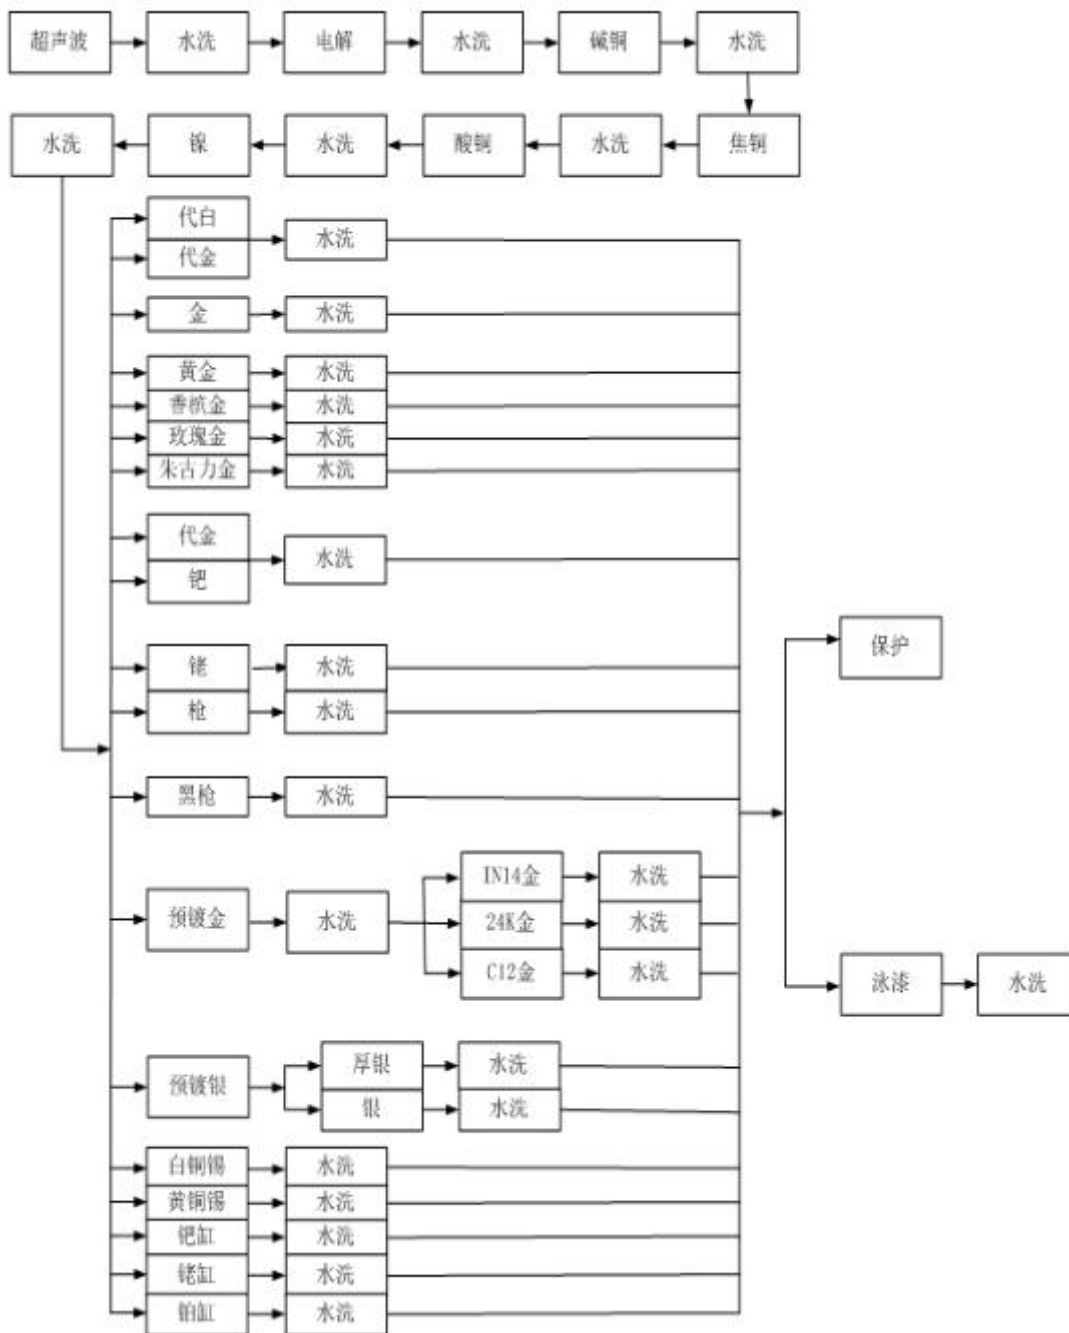 超声波 水洗 电解 水洗 碱铜 水洗
水洗 镍 水洗 酸铜 水洗 焦铜
代白
水洗
代金
金 水洗
黄金 水洗
香槟金 水洗
玫瑰金 水洗
朱古力金 水洗
代金
水洗
钯
保护
铑 水洗
枪 水洗
黑枪 水洗
IN14金 水洗
预镀金 水洗 24K金 水洗
C12金 水洗
泳漆 水洗
厚银 水洗
预镀银
银 水洗
白铜锡 水洗
黄铜锡 水洗
钯缸 水洗
铑缸 水洗
铂缸 水洗